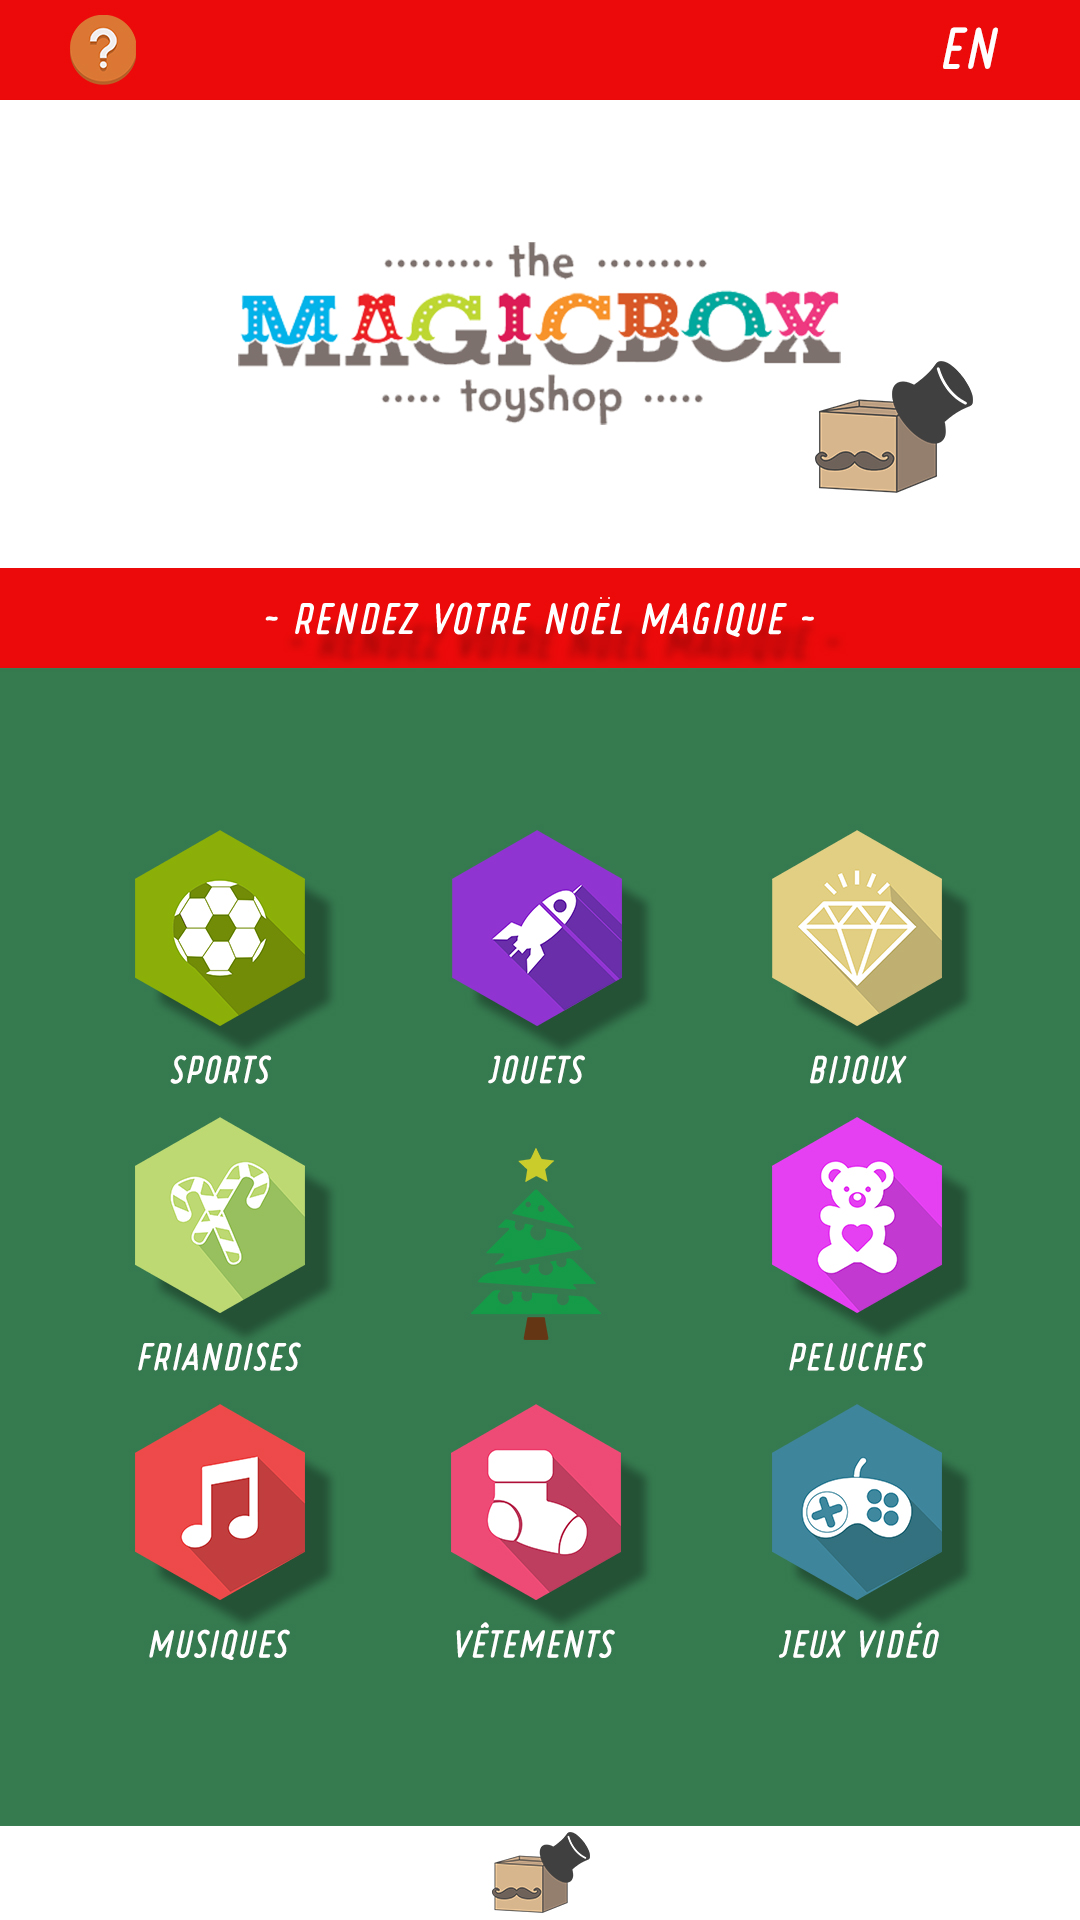 ?
EN
the
MAGICBOX
toyshop
~ RENDEZ VOTRE NOËL MAGIQUE ~
SPORTS
JOUETS
BIJOUX
FRIANDISES
PELUCHES
MUSIQUES
VÊTEMENTS
JEUX VIDÉO